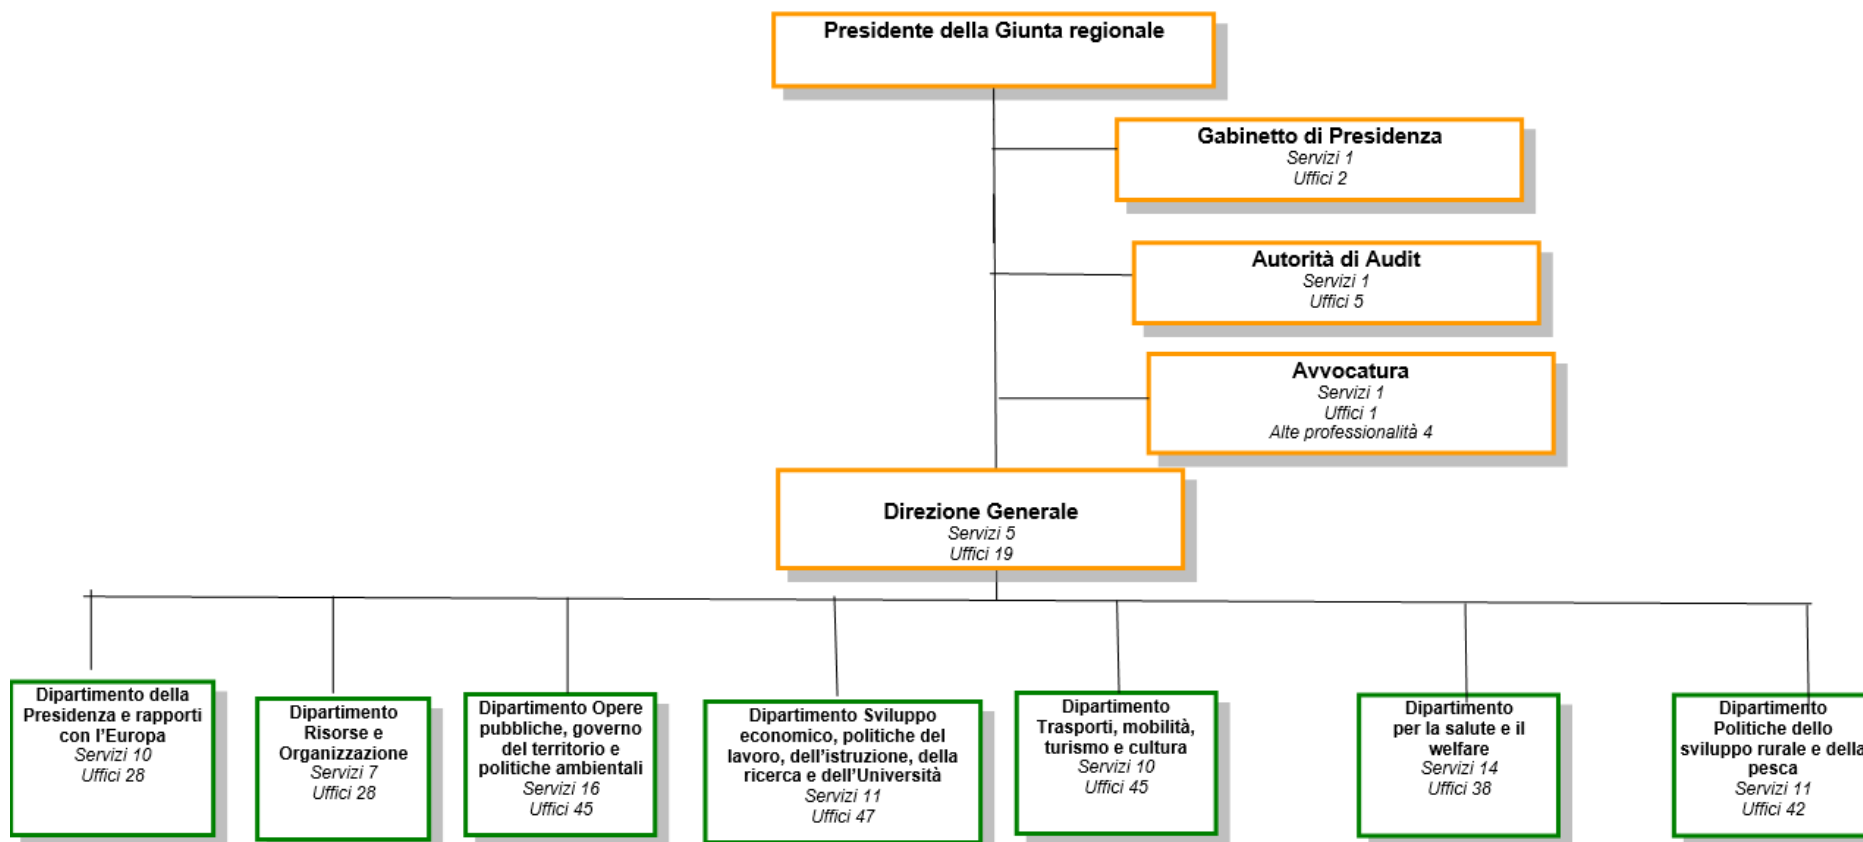 Presidente della Giunta regionale
Gabinetto di Presidenza
Servizi 1
Uffici 2
Autorità di Audit
Servizi 1
Uffici 5
Avvocatura
Servizi 1
Uffici 1
Alte professionalità 4
Direzione Generale
Servizi 5
Uffici 19
Dipartimento della
Presidenza e rapporti
con l’Europa
Servizi 10
Uffici 28
Dipartimento
Risorse e
Organizzazione
Servizi 7
Uffici 28
Dipartimento Opere
pubbliche, governo
del territorio e
politiche ambientali
Servizi 16
Uffici 45
Dipartimento Sviluppo
economico, politiche del
lavoro, dell’istruzione, della
ricerca e dell’Università
Servizi 11
Uffici 47
Dipartimento
Trasporti, mobilità,
turismo e cultura
Servizi 10
Uffici 45
Dipartimento
per la salute e il
welfare
Servizi 14
Uffici 38
Dipartimento
Politiche dello
sviluppo rurale e della
pesca
Servizi 11
Uffici 42